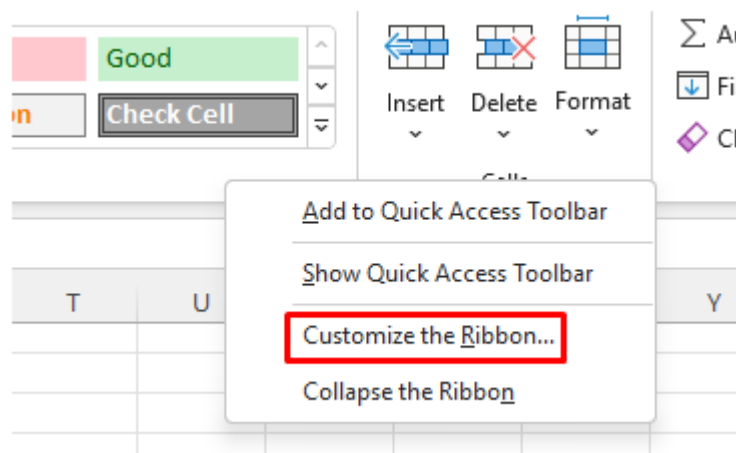 Good
Check Cell
Insert Delete Format
Add to Quick Access Toolbar
Show Quick Access Toolbar
Customize the Ribbon...
Collapse the Ribbon
T U Y